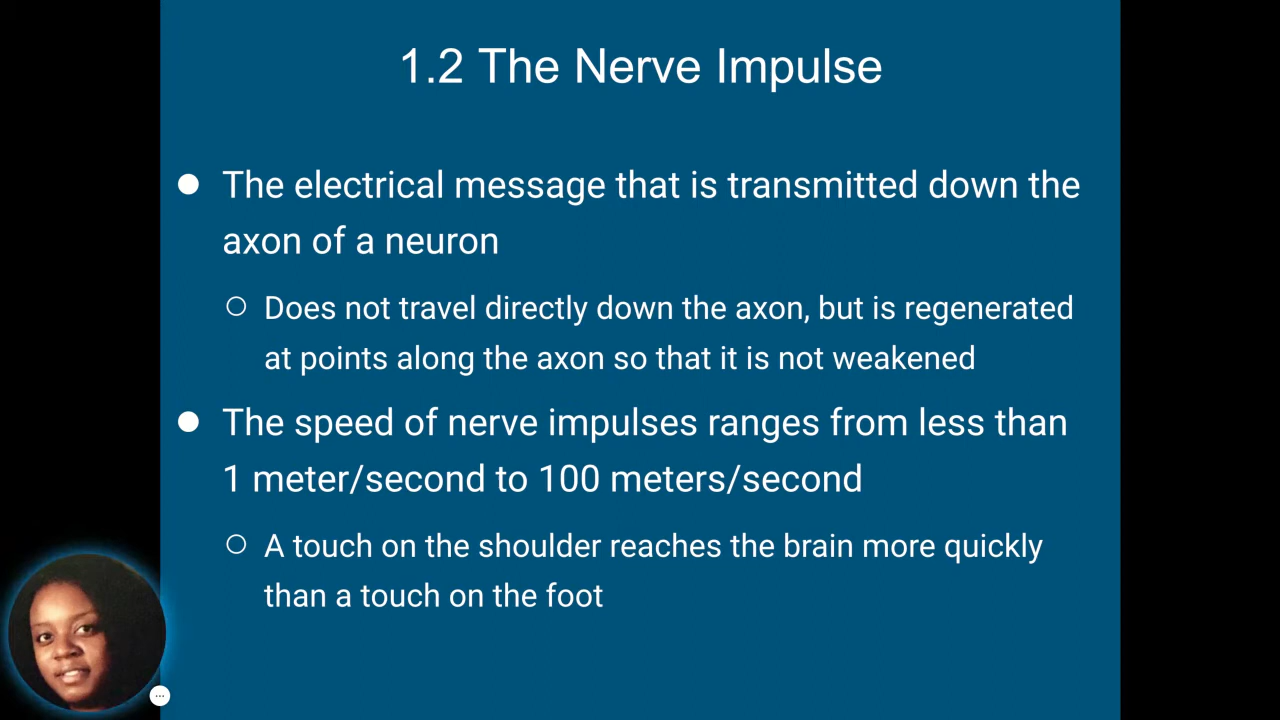 1.2 The Nerve Impulse
● The electrical message that is transmitted down the
axon of a neuron
○ Does not travel directly down the axon, but is regenerated
at points along the axon so that it is not weakened
● The speed of nerve impulses ranges from less than
1 meter/second to 100 meters/second
○ A touch on the shoulder reaches the brain more quickly
than a touch on the foot